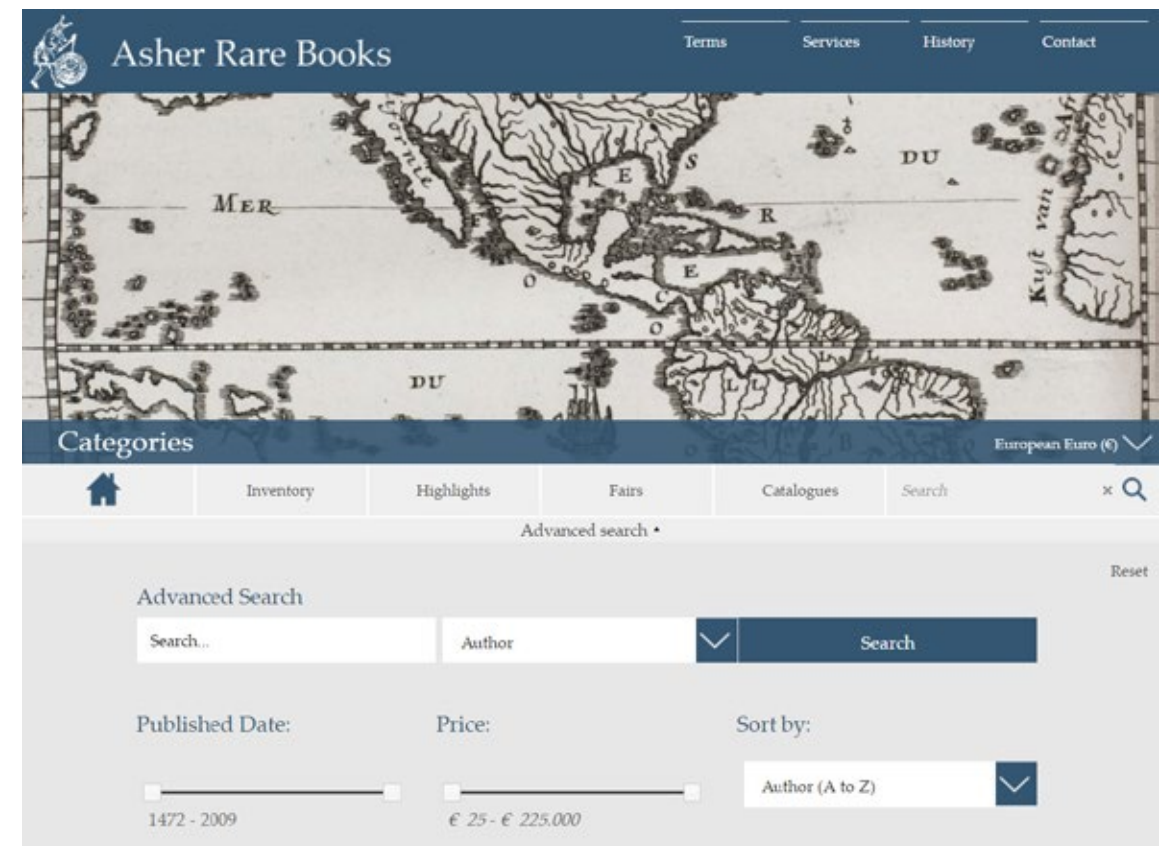 Asher Rare Books
Terms Services History Contact
MER
DU
S
E
R
E
O
C
O
DU
L
L
L L
B
Kust van
Categories
European Euro (€)
Inventory Highlights Fairs Catalogues Search ×
Advanced search
Reset
Advanced Search
Search... Author Search
Published Date: Price: Sort by:
Author (A to Z)
1472 - 2009 € 25 - € 225.000